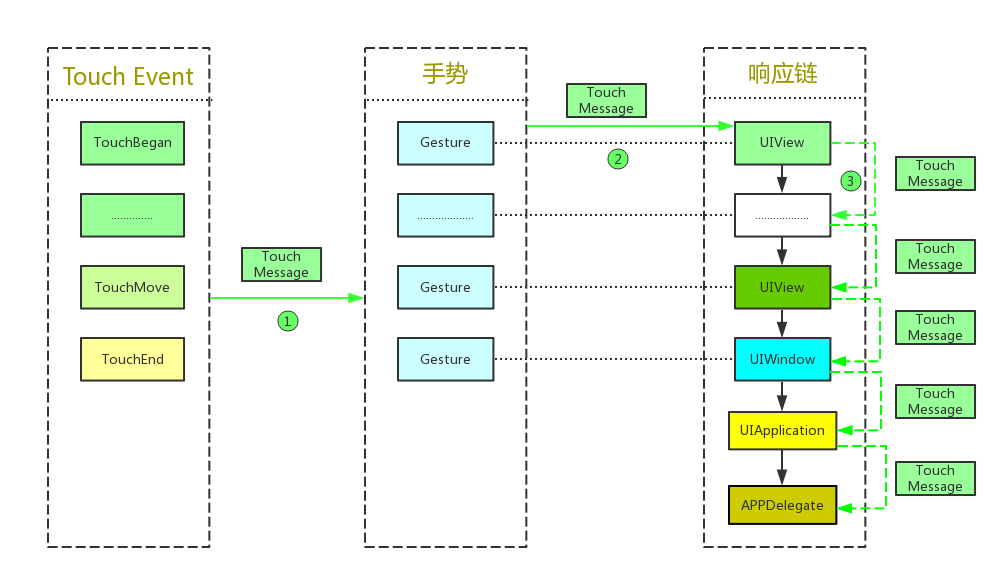 Touch Event
TouchBegan
..............
TouchMove
TouchEnd
Touch
Message
1
手势
Gesture
...................
Gesture
Gesture
Touch
Message
2
响应链
UIView
..................
UIView
UIWindow
UIApplication
APPDelegate
3
Touch
Message
Touch
Message
Touch
Message
Touch
Message
Touch
Message